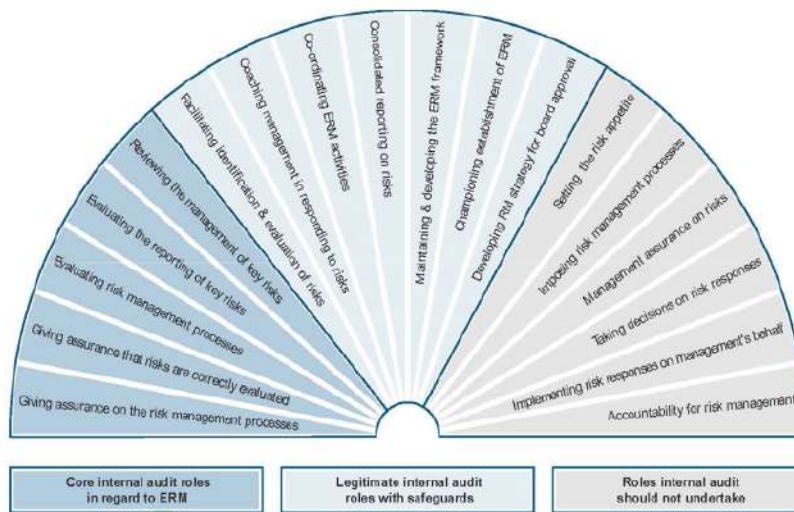 Giving assurance on the risk management processes
Giving assurance that risks are correctly evaluated
Evaluating risk management processes
Evaluating the reporting of key risks
Reviewing the management of key risks
Facilitating identification & evaluation of risks
Coaching management in responding to risks
Co-ordinating ERM activities
Consolidated reporting on risks
Maintaining & developing the ERM framework
Championing establishment of ERM
Developing RM strategy for board approval
Setting the risk appetite
Imposing risk management processes
Management assurance on risks
Taking decisions on risk responses
Implementing risk responses on management's behalf
Accountability for risk management
Core internal audit roles
in regard to ERM
Legitimate internal audit
roles with safeguards
Roles internal audit
should not undertake